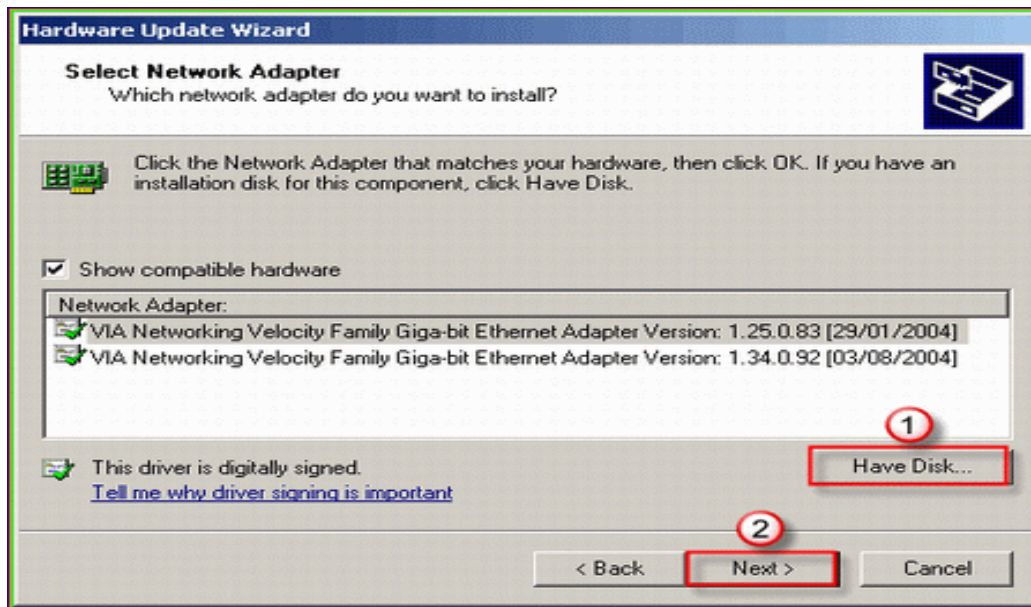 Hardware Update Wizard
Select Network Adapter
Which network adapter do you want to install?
Click the Network Adapter that matches your hardware, then click OK. If you have an
installation disk for this component, click Have Disk.
Show compatible hardware
Network Adapter:
VIA Networking Velocity Family Giga-bit Ethernet Adapter Version: 1.25.0.83 [29/01/2004]
VIA Networking Velocity Family Giga-bit Ethernet Adapter Version: 1.34.0.92 [03/08/2004]
1
This driver is digitally signed.
Have Disk...
Tell me why driver signing is important
2
< Back
Next >
Cancel